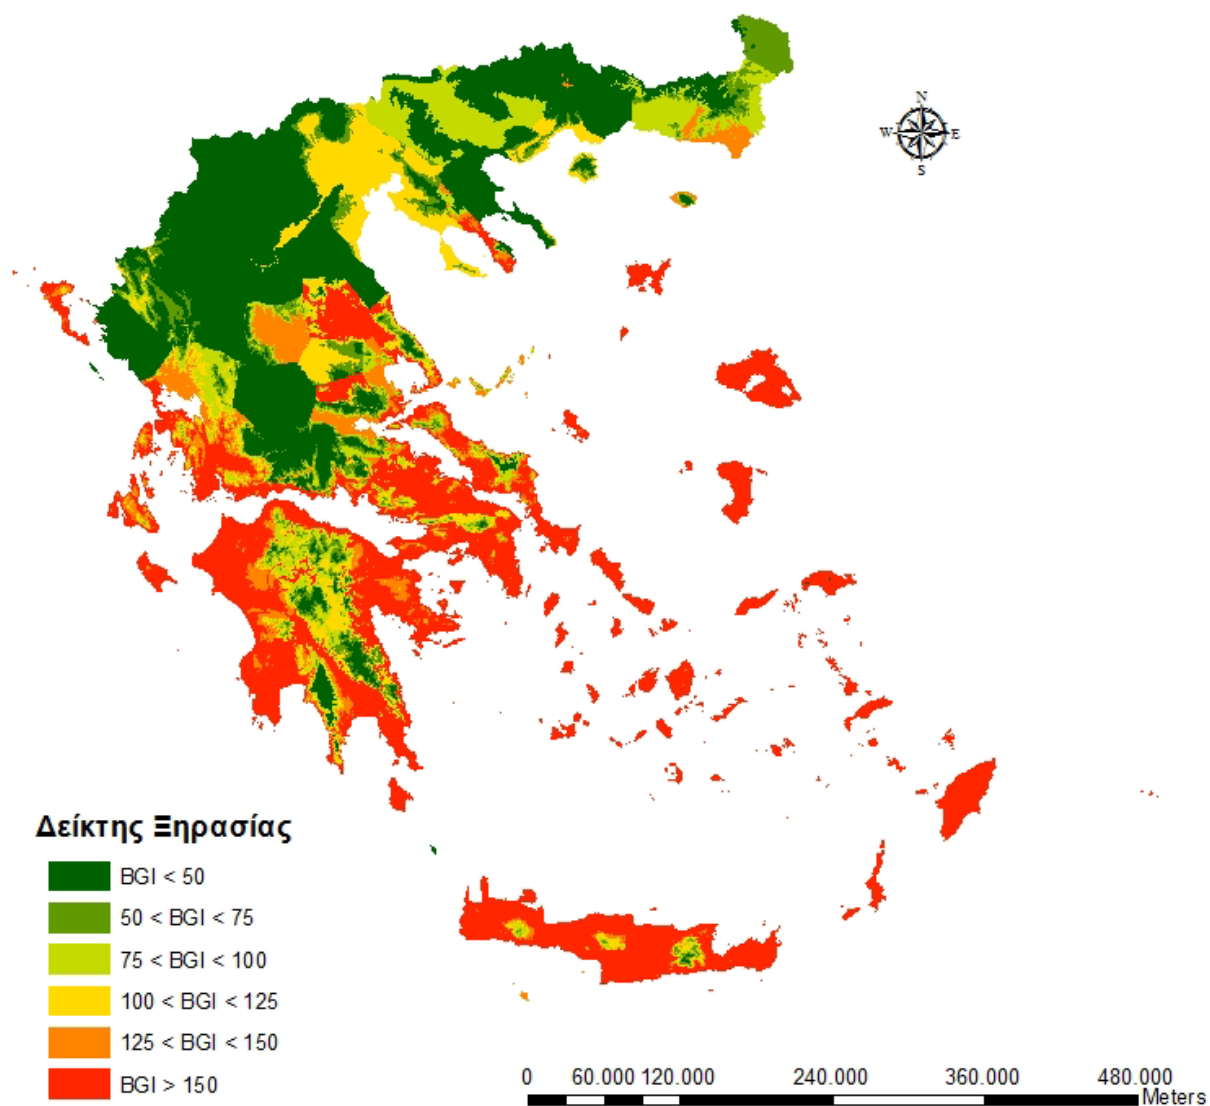 N
W E
S
Δείκτης Ξηρασίας
BGI < 50
50 < BGI < 75
75 < BGI < 100
100 < BGI < 125
125 < BGI < 150
BGI > 150
0 60.000 120.000 240.000 360.000 480.000
Meters